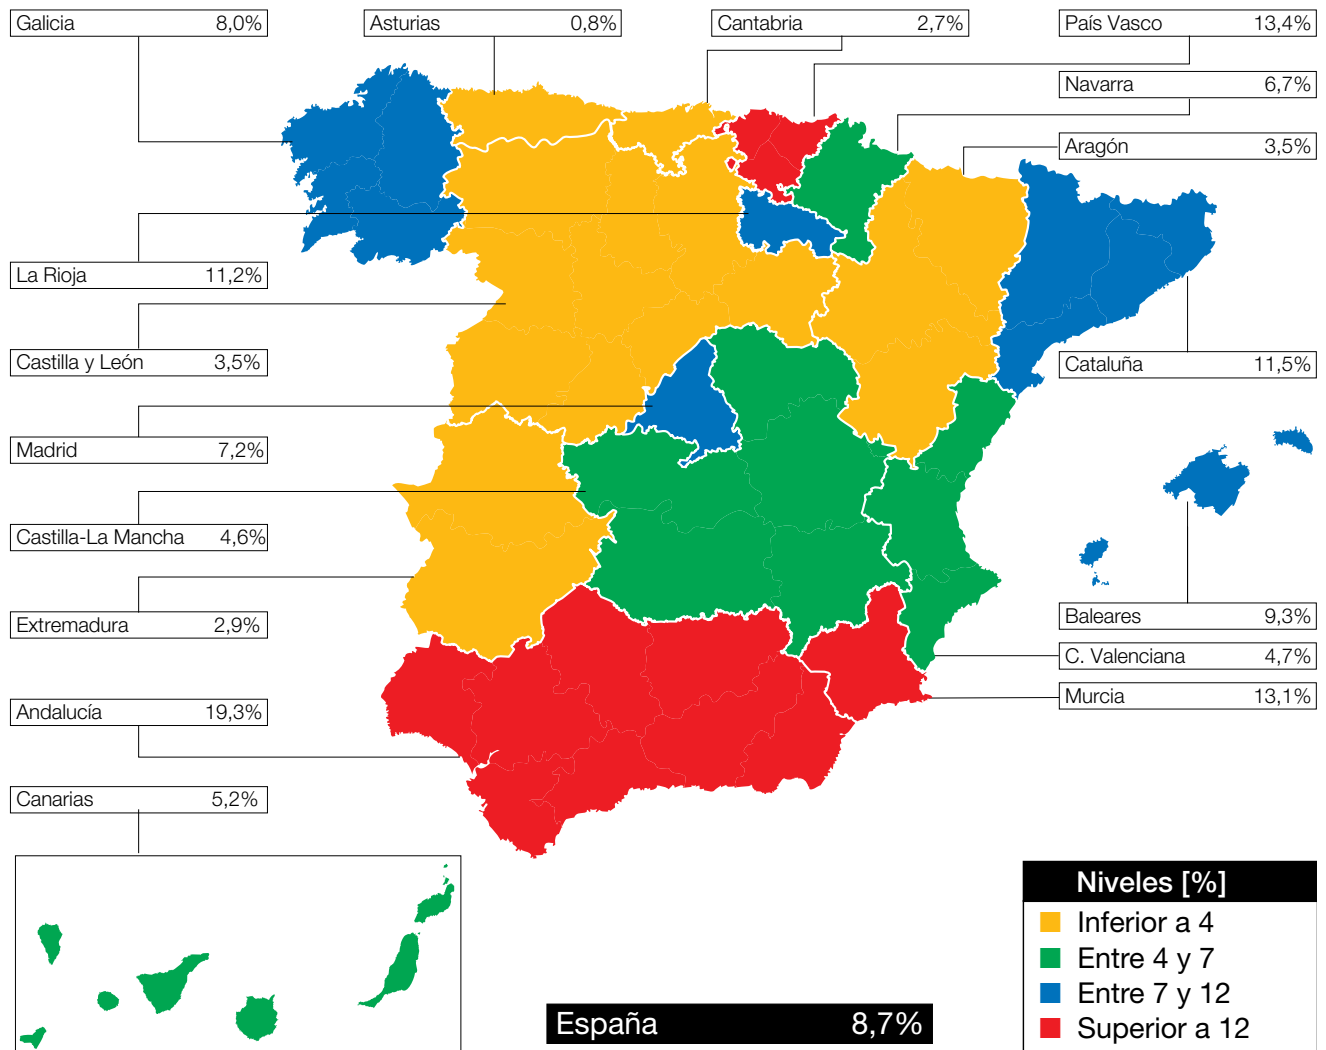 Galicia 8,0%
Asturias 0,8%
Cantabria 2,7%
País Vasco 13,4%
Navarra 6,7%
Aragón 3,5%
La Rioja 11,2%
Castilla y León 3,5%
Cataluña 11,5%
Madrid 7,2%
Castilla-La Mancha 4,6%
Extremadura 2,9%
Baleares 9,3%
C. Valenciana 4,7%
Murcia 13,1%
Andalucía 19,3%
Canarias 5,2%
Niveles [%]
Inferior a 4
Entre 4 y 7
Entre 7 y 12
Superior a 12
España 8,7%